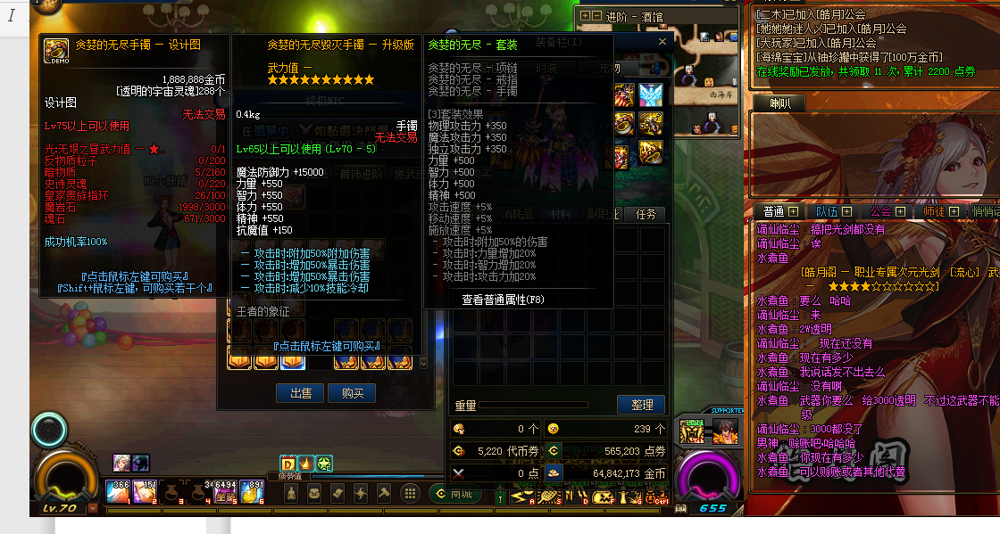 贪婪的无尽手镯 － 设计图
DEMO
1,888,888金币
[透明的宇宙灵魂]288个
设计图
无法交易
Lv75以上可以使用
光:无垠之昼武力值 － ★... 0/1
反物质粒子 0/200
暗物质 5/2180
史诗灵魂 0/220
皇家贵族指环 26/100
魔岩石 1998/3000
魂石 671/3000
成功机率100%
『点击鼠标左键可购买』
『Shift+鼠标左键, 可购买若干个』
贪婪的无尽毁灭手镯 － 升级版
武力值 －
★★★★★★★★★★
0.4kg
手镯
无法交易
Lv65以上可以使用 (Lv70 - 5)
魔法防御力 +15000
力量 +550
智力 +550
体力 +550
精神 +550
抗魔值 +150
－ 攻击时:附加50%附加伤害
－ 攻击时:增加50%暴击伤害
－ 攻击时:增加50%暴击伤害
－ 攻击时:减少10%技能冷却
王者的象征
『点击鼠标左键可购买』
出售
购买
贪婪的无尽 － 套装
贪婪的无尽 - 项链
贪婪的无尽 - 戒指
贪婪的无尽 - 手镯
[3]套装效果
物理攻击力 +350
魔法攻击力 +350
独立攻击力 +350
力量 +500
智力 +500
体力 +500
精神 +500
攻击速度 +5%
移动速度 +5%
施放速度 +5%
- 攻击时:附加50%的伤害
- 攻击时:力量增加20%
- 攻击时:智力增加20%
- 攻击时:攻击力加20%
查看普通属性(F8)
装备栏(I)
时装
宠物
消耗品
材料
副职业
任务
重量
整理
0 个
239 个
5,220 代币券
565,203 点券
0 点
64,842,173 金币
进阶 - 酒馆
西海岸
SUPPORTER
Lv.70
疲劳值
商城
655
[二木]已加入[皓月]公会
[她她她迷人乂]已加入[皓月]公会
[大玩家]已加入[皓月]公会
[海绵宝宝]从袖珍罐中获得了[100万金币]
在线奖励已发放, 共领取 11 次, 累计 2200 点券
喇叭
普通
队伍
公会
师徒
悄悄话
谪仙临尘 : 搞把光剑都没有
谪仙临尘 : 诶
水煮鱼 :
[皓月阁 － 职业专属次元光剑 : [流心] 武
－ ★★★★☆☆☆☆☆☆]
水煮鱼 : 要么 哈哈
谪仙临尘 : 来
水煮鱼 : 2W透明
谪仙临尘 : 现在还没有
水煮鱼 : 现在有多少
水煮鱼 : 我说话发不出去么
谪仙临尘 : 没有啊
水煮鱼 : 武器你要么 给3000透明 不过这武器不能
级
谪仙临尘 : 3000都没了
男神 : 赊账吧,哈哈哈
水煮鱼 : 你现在有多少
水煮鱼 : 可以赊账或者其他代替